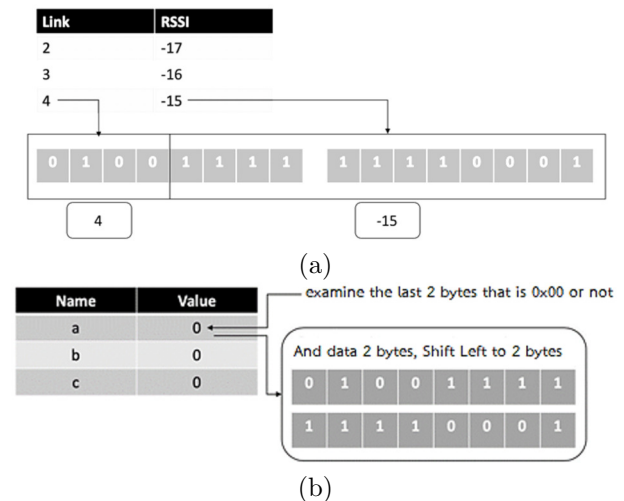 Link RSSI
2 -17
3 -16
4 -15
0 1 0 0 1 1 1 1 1 1 1 1 0 0 0 1
4 -15
(a)
examine the last 2 bytes that is 0x00 or not
Name Value
a 0
b 0
c 0
And data 2 bytes, Shift Left to 2 bytes
0 1 0 0 1 1 1 1
1 1 1 1 0 0 0 1
(b)